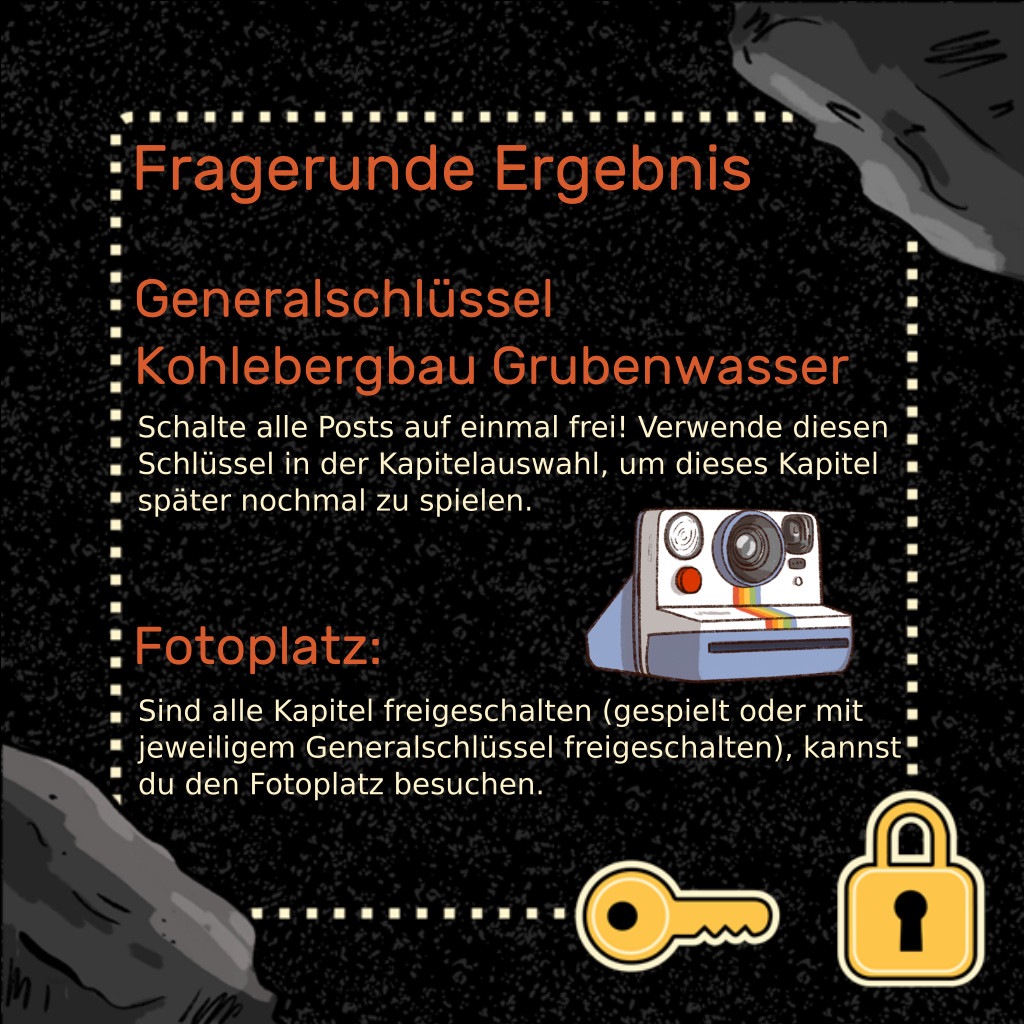 Fragerunde Ergebnis
Generalschlüssel
Kohlebergbau Grubenwasser
Schalte alle Posts auf einmal frei! Verwende diesen
Schlüssel in der Kapitelauswahl, um dieses Kapitel
später nochmal zu spielen.
Fotoplatz:
Sind alle Kapitel freigeschalten (gespielt oder mit
jeweiligem Generalschlüssel freigeschalten), kannst
du den Fotoplatz besuchen.